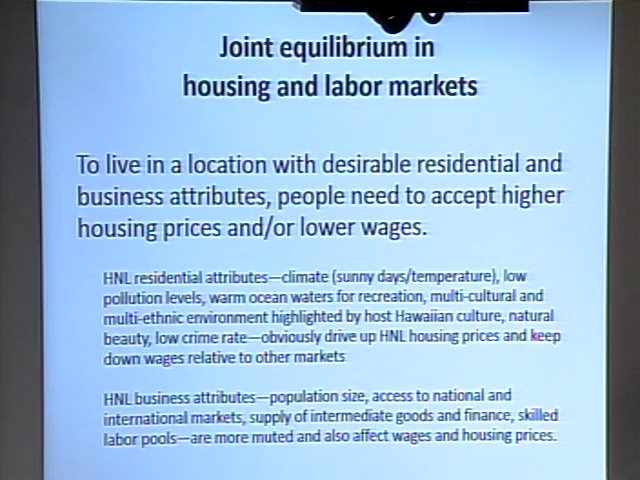 Joint equilibrium in
housing and labor markets
To live in a location with desirable residential and
business attributes, people need to accept higher
housing prices and/or lower wages.
HNL residential attributes—climate (sunny days/temperature), low
pollution levels, warm ocean waters for recreation, multi-cultural and
multi-ethnic environment highlighted by host Hawaiian culture, natural
beauty, low crime rate—obviously drive up HNL housing prices and keep
down wages relative to other markets
HNL business attributes—population size, access to national and
international markets, supply of intermediate goods and finance, skilled
labor pools—are more muted and also affect wages and housing prices.